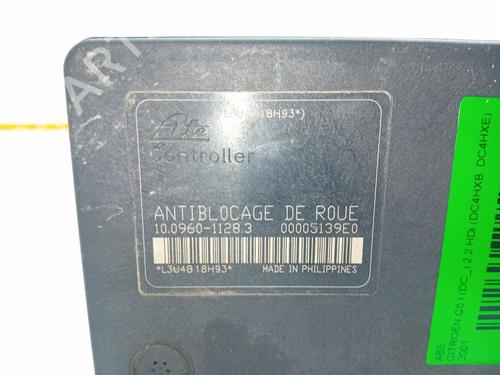 L3U4B18H93*)
Ate
Controller
ANTIBLOCAGE DE ROUE
10.0960-1128.3 00005139E0
*L3U4B18H93* MADE IN PHILIPPINES
ABS
CITROEN C5 I (DC_) 2.2 HDi (DC4HXB, DC4HXE)
2001